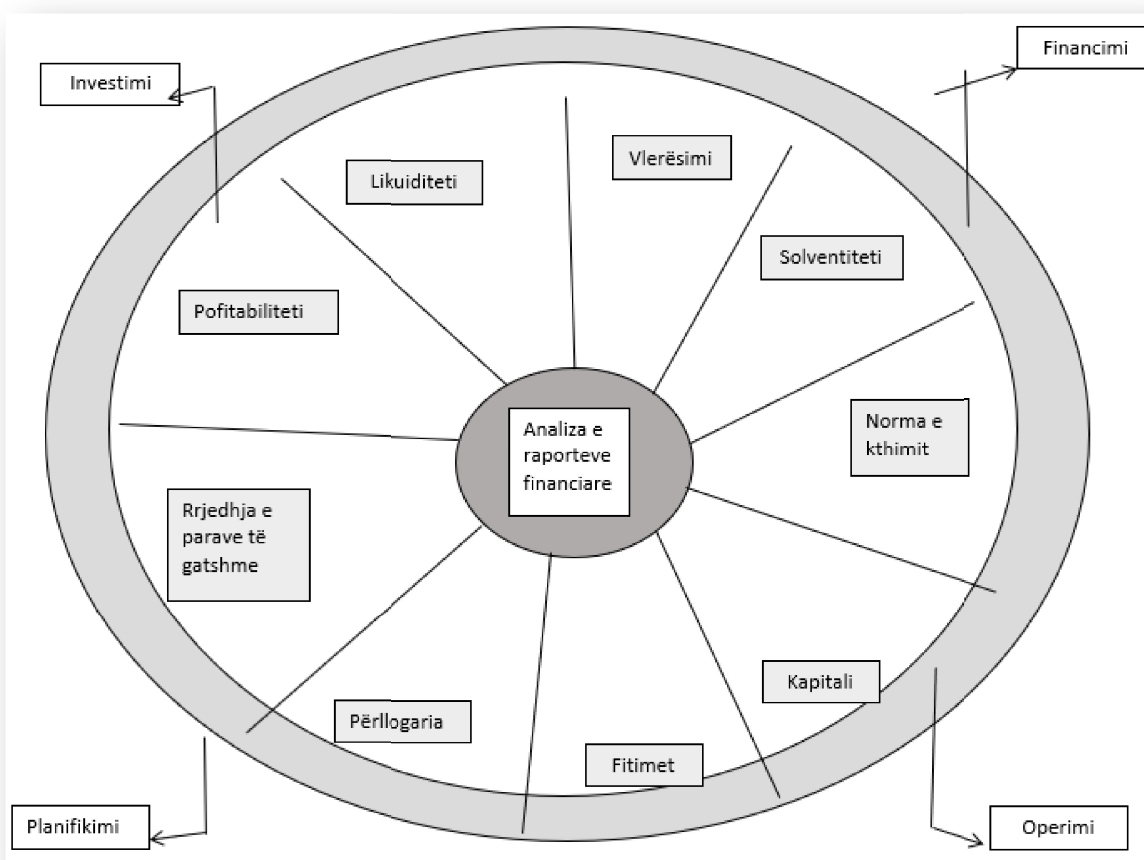 Financimi
Investimi
Vlerësimi
Likuiditeti
Solventiteti
Pofitabiliteti
Norma e
kthimit
Analiza e
raporteve
financiare
Rrjedhja e
parave të
gatshme
Kapitali
Përllogaria
Fitimet
Planifikimi
Operimi